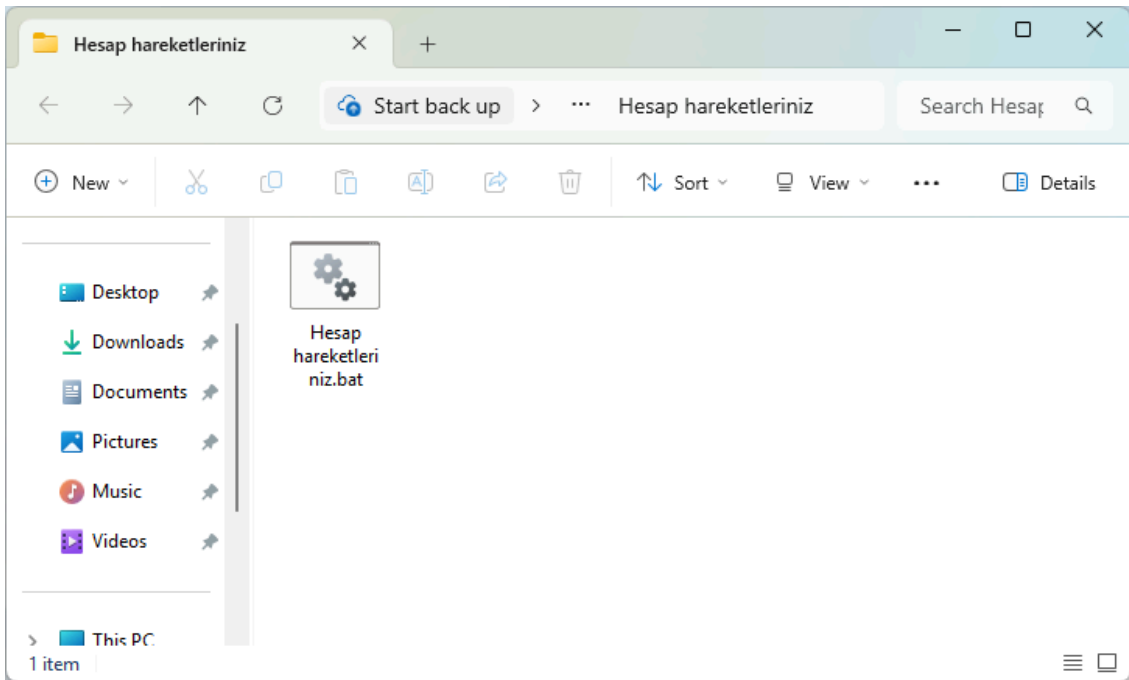 Hesap hareketleriniz
Start back up > ... Hesap hareketleriniz
Search Hesap
New
Sort
View
...
Details
Desktop
Downloads
Documents
Pictures
Music
Videos
This PC
Hesap
hareketleri
niz.bat
1 item